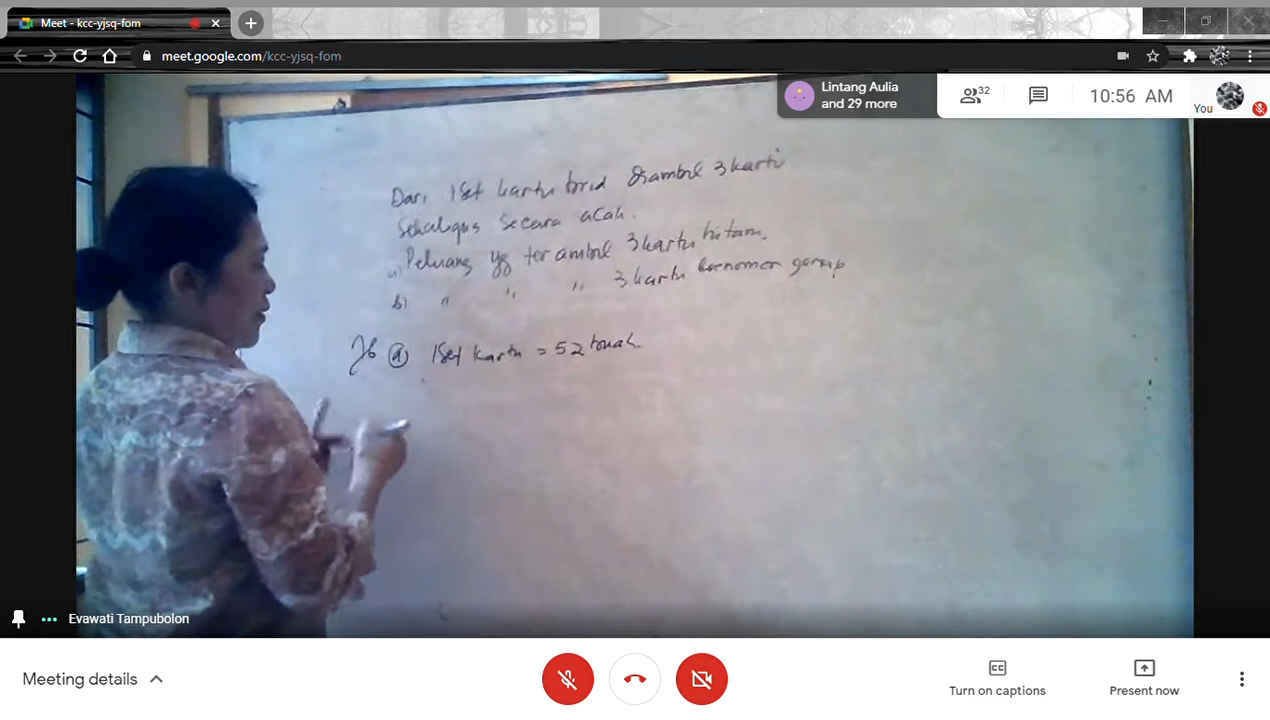 Meet - kcc-yjsq-fom
meet.google.com/kcc-yjsq-fom
Lintang Aulia
and 29 more
32
10:56 AM
You
Dari 1 Set kartu brid diambil 3 kartu
Sekaligus Secara acak.
a) Peluang yg terambil 3 kartu hitam.
b) " " " 3 kartu bernomor genap
Jb (a) 1 Set kartu = 52 buah
Evawati Tampubolon
Meeting details
Turn on captions
Present now